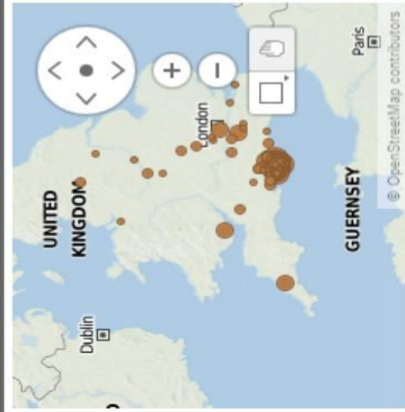 UNITED
KINGDOM
London
Dublin
GUERNSEY
Paris
© OpenStreetMap contributors